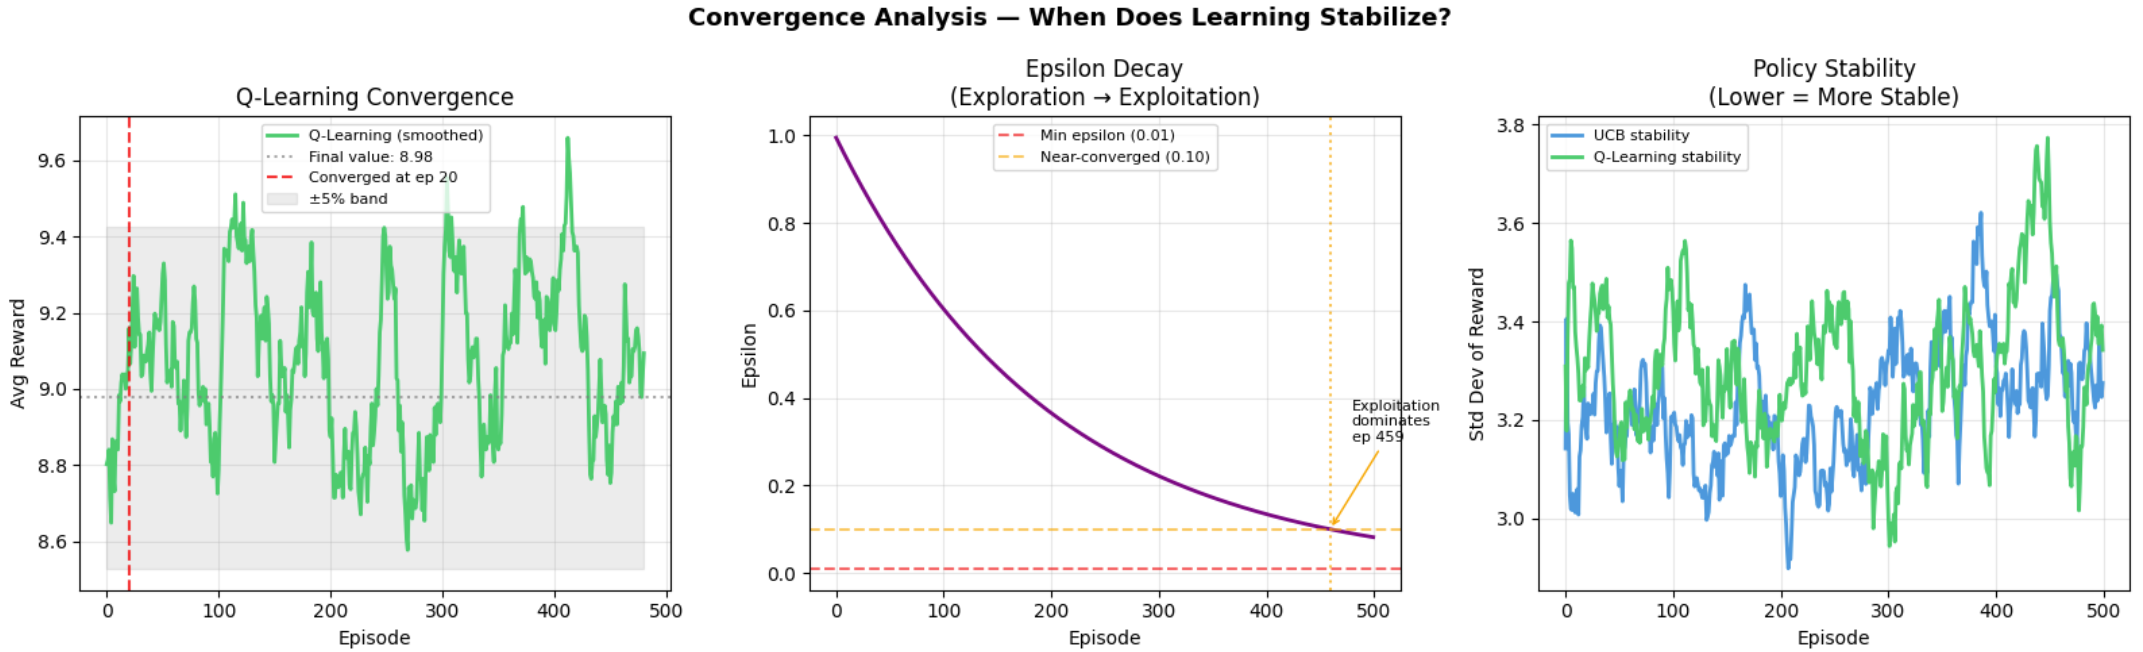 Convergence Analysis — When Does Learning Stabilize?
Q-Learning Convergence
Q-Learning (smoothed)
Final value: 8.98
Converged at ep 20
±5% band
Avg Reward
9.6
9.4
9.2
9.0
8.8
8.6
0 100 200 300 400 500
Episode
Epsilon Decay
(Exploration → Exploitation)
Min epsilon (0.01)
Near-converged (0.10)
Exploitation
dominates
ep 459
Epsilon
1.0
0.8
0.6
0.4
0.2
0.0
0 100 200 300 400 500
Episode
Policy Stability
(Lower = More Stable)
UCB stability
Q-Learning stability
Std Dev of Reward
3.8
3.6
3.4
3.2
3.0
0 100 200 300 400 500
Episode